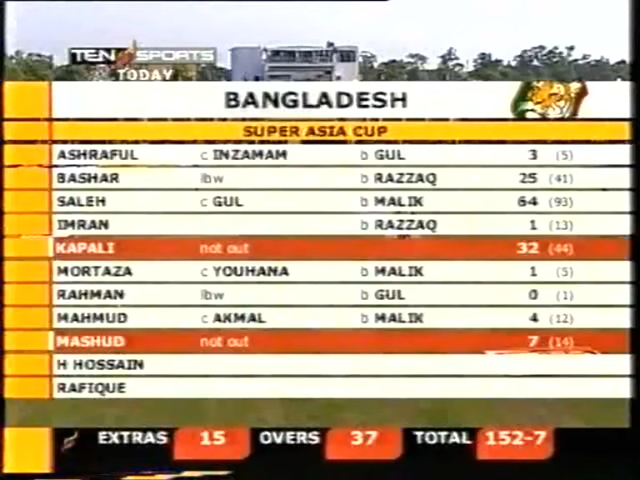 TEN SPORTS
TODAY
BANGLADESH
SUPER ASIA CUP
ASHRAFUL c INZAMAM b GUL 3 (5)
BASHAR lbw b RAZZAQ 25 (41)
SALEH c GUL b MALIK 64 (93)
IMRAN b RAZZAQ 1 (13)
KAPALI not out 32 (44)
MORTAZA c YOUHANA b MALIK 1 (5)
RAHMAN lbw b GUL 0 (1)
MAHMUD c AKMAL b MALIK 4 (12)
MASHUD not out 7 (14)
H HOSSAIN
RAFIQUE
EXTRAS 15 OVERS 37 TOTAL 152-7